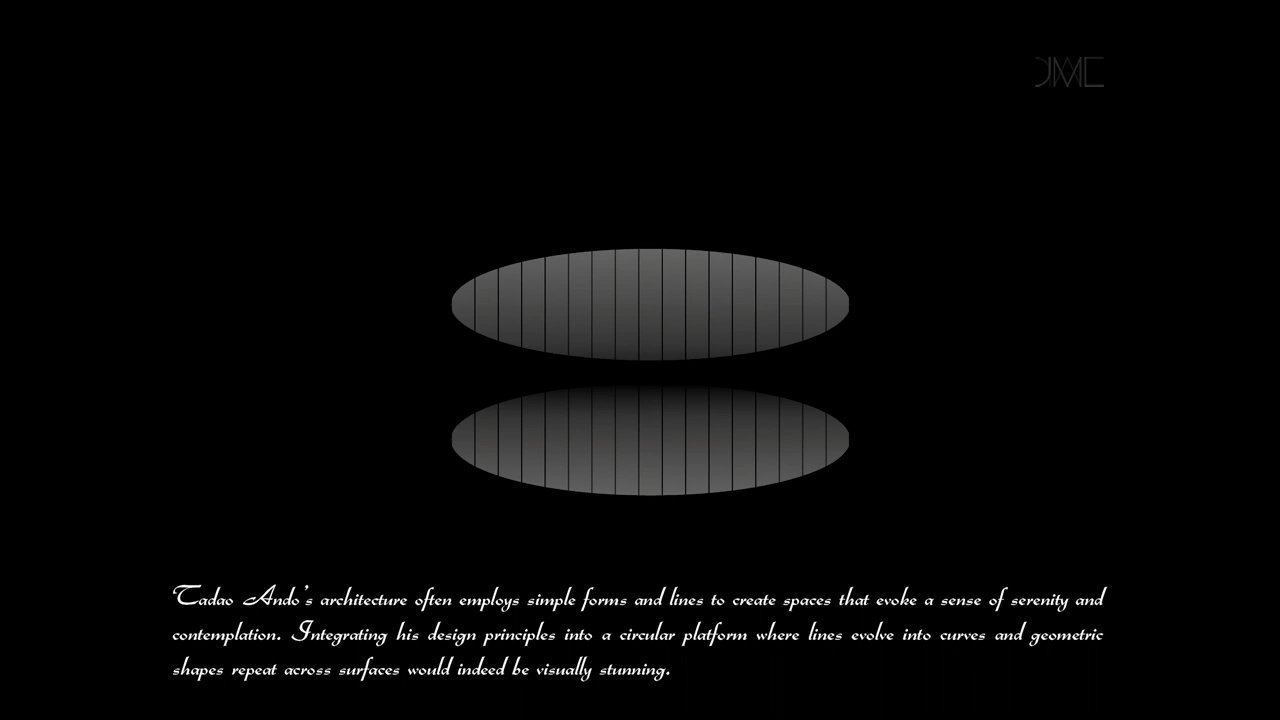 Tadao Ando's architecture often employs simple forms and lines to create spaces that evoke a sense of serenity and
contemplation. Integrating his design principles into a circular platform where lines evolve into curves and geometric
shapes repeat across surfaces would indeed be visually stunning.